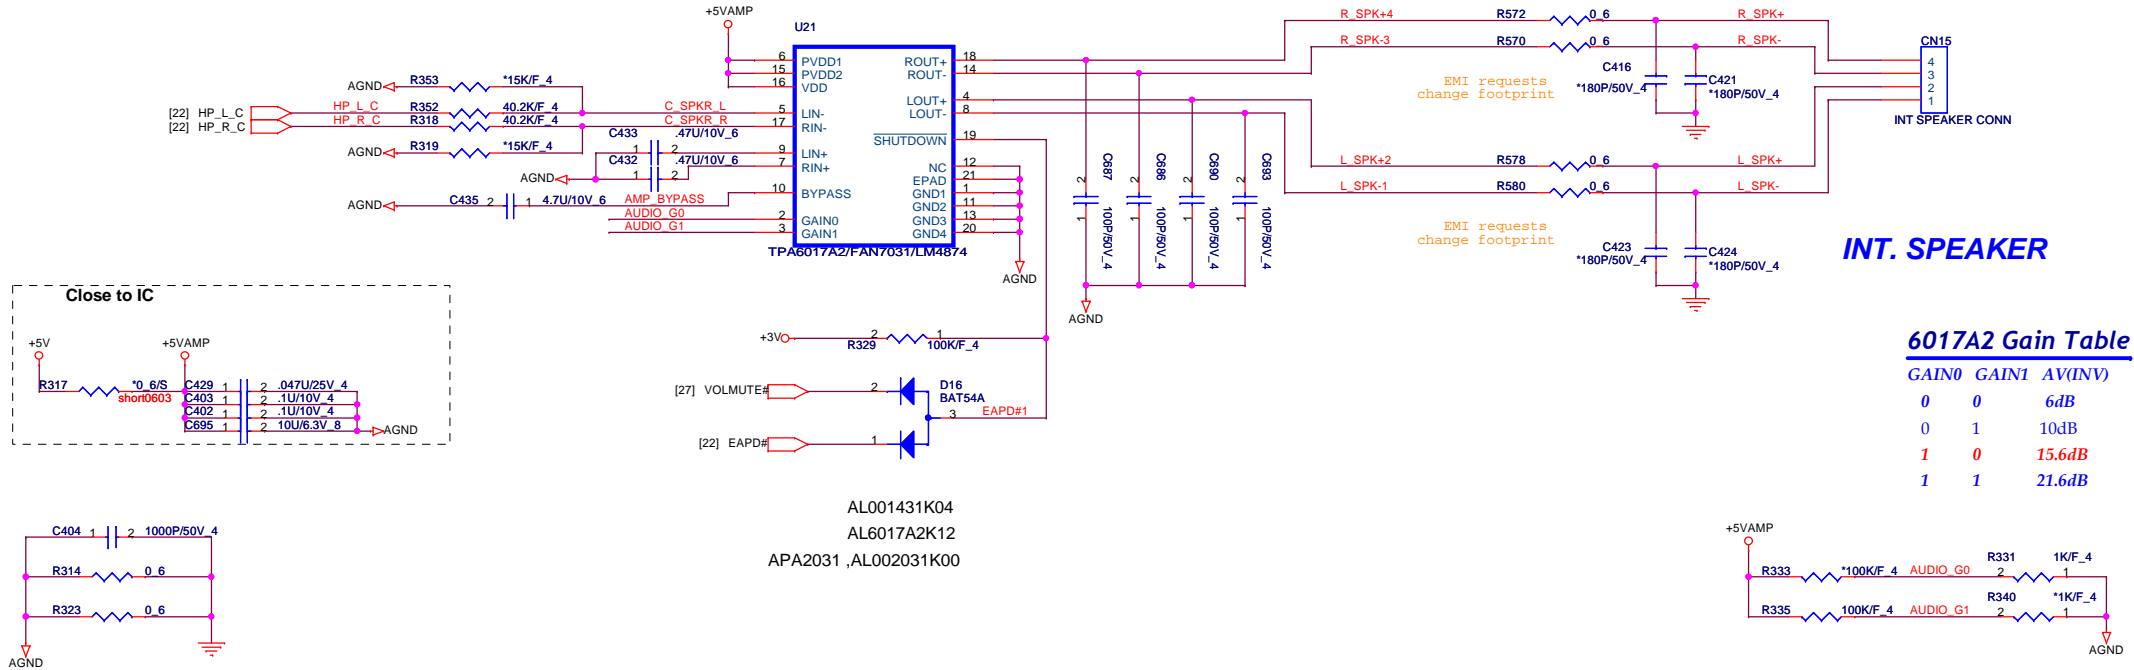 +5VAMP
U21
6 PVDD1
15 PVDD2
16 VDD
5 LIN-
17 RIN-
9 LIN+
7 RIN+
10 BYPASS
2 GAIN0
3 GAIN1
ROUT+ 18
ROUT- 14
LOUT+ 4
LOUT- 8
SHUTDOWN 19
NC 12
EPAD 21
GND1 1
GND2 11
GND3 13
GND4 20
TPA6017A2/FAN7031/LM4874
AGND R353 *15K/F_4
[22] HP_L_C HP_L_C R352 40.2K/F_4 C_SPKR_L
[22] HP_R_C HP_R_C R318 40.2K/F_4 C_SPKR_R
AGND R319 *15K/F_4
C433 1 2 .47U/10V_6
C432 1 2 .47U/10V_6
AGND
AGND C435 2 1 4.7U/10V_6 AMP_BYPASS
AUDIO_G0
AUDIO_G1
AGND
C687 2 1 1000P/50V_4
C686 2 1 1000P/50V_4
C690 2 1 1000P/50V_4
C693 2 1 1000P/50V_4
AGND
R_SPK+4 R572 0_6 R_SPK+
R_SPK-3 R570 0_6 R_SPK-
EMI requests
change footprint
C416
*180P/50V_4
C421
*180P/50V_4
CN15
4
3
2
1
INT SPEAKER CONN
L_SPK+2 R578 0_6 L_SPK+
L_SPK-1 R580 0_6 L_SPK-
EMI requests
change footprint
C423
*180P/50V_4
C424
*180P/50V_4
INT. SPEAKER
Close to IC
+5V
+5VAMP
R317 *0_6/S
short0603
C429 1 2 .047U/25V_4
C403 1 2 .1U/10V_4
C402 1 2 .1U/10V_4
C695 1 2 10U/6.3V_8
AGND
+3V 2 1
R329 100K/F_4
[27] VOLMUTE# 2
D16
BAT54A
3 EAPD#1
[22] EAPD# 1
6017A2 Gain Table
GAIN0 GAIN1 AV(INV)
0 0 6dB
0 1 10dB
1 0 15.6dB
1 1 21.6dB
AL001431K04
AL6017A2K12
APA2031 ,AL002031K00
C404 1 2 1000P/50V_4
R314 0_6
R323 0_6
AGND
+5VAMP
R333 *100K/F_4 AUDIO_G0 2 R331 1K/F_4 1
R335 100K/F_4 AUDIO_G1 2 R340 *1K/F_4 1
AGND